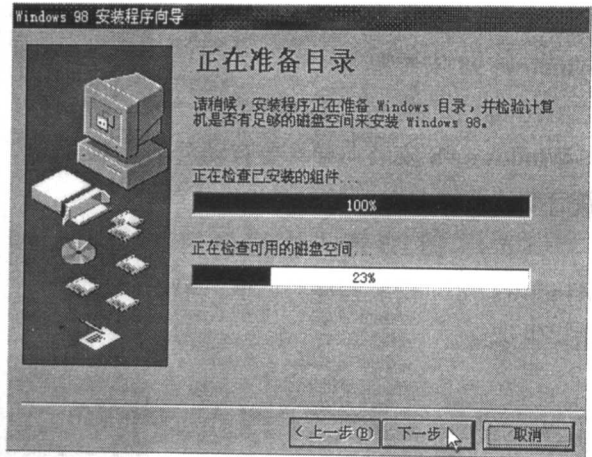 Windows 98 安装程序向导
正在准备目录
请稍候，安装程序正在准备 Windows 目录，并检验计算
机是否有足够的磁盘空间来安装 Windows 98。
正在检查已安装的组件...
100%
正在检查可用的磁盘空间...
23%
< 上一步(B)
下一步
取消